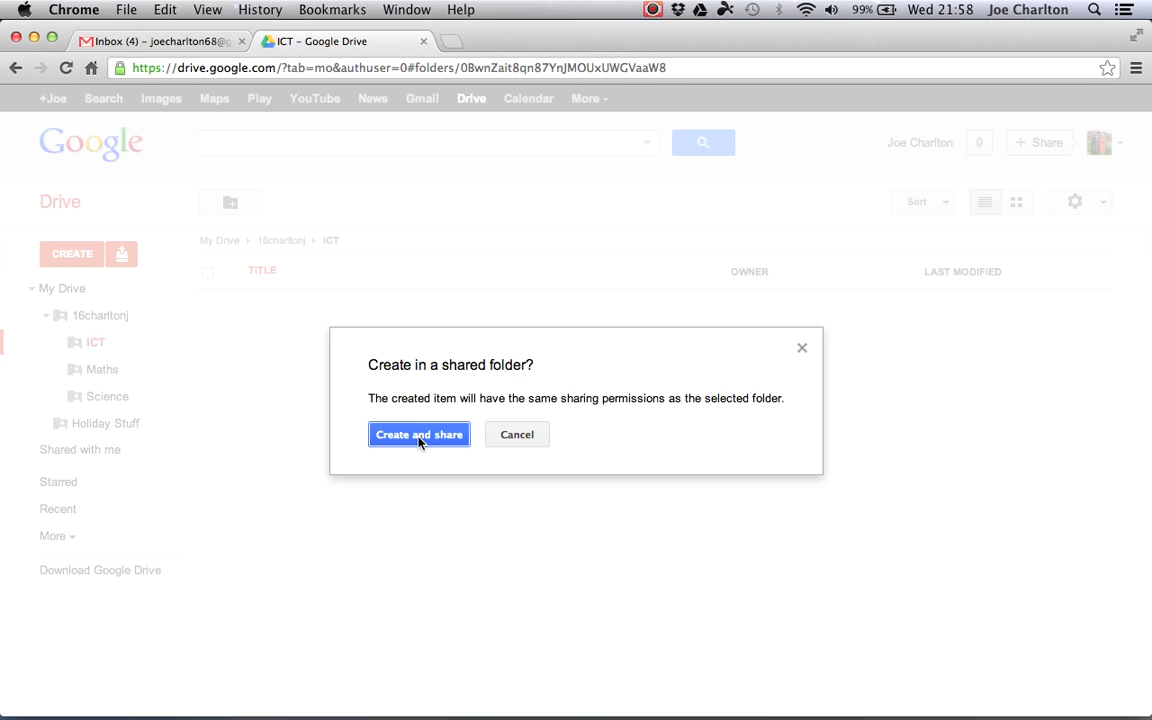 Chrome File Edit View History Bookmarks Window Help 99% Wed 21:58 Joe Charlton
Inbox (4) – joecharlton68@g ICT – Google Drive
https://drive.google.com/?tab=mo&authuser=0#folders/0BwnZait8qn87YnJMOUxUWGVaaW8
+Joe Search Images Maps Play YouTube News Gmail Drive Calendar More
Google Joe Charlton 0 + Share
Drive Sort
My Drive 16charltonj ICT
CREATE
TITLE OWNER LAST MODIFIED
My Drive
16charltonj
ICT
Maths
Science
Holiday Stuff
Shared with me
Starred
Recent
More
Download Google Drive
Create in a shared folder?
The created item will have the same sharing permissions as the selected folder.
Create and share Cancel